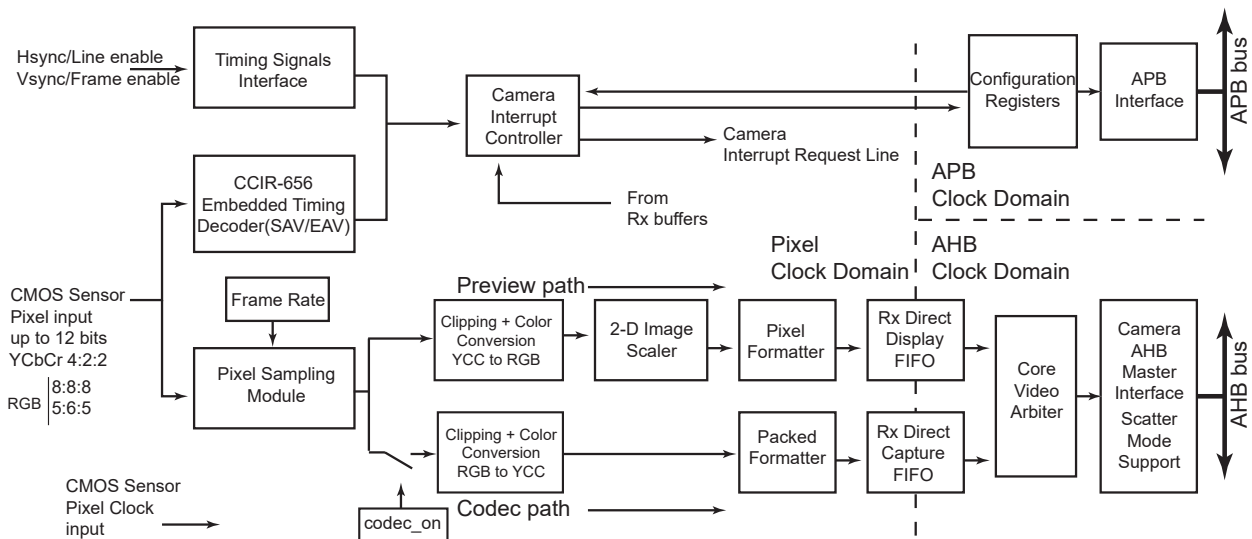 Hsync/Line enable
Vsync/Frame enable
Timing Signals
Interface
Camera
Interrupt
Controller
Configuration
Registers
APB
Interface
APB bus
Camera
Interrupt Request Line
CCIR-656
Embedded Timing
Decoder(SAV/EAV)
From
Rx buffers
APB
Clock Domain
Pixel
Clock Domain
AHB
Clock Domain
CMOS Sensor
Pixel input
up to 12 bits
YCbCr 4:2:2
RGB
8:8:8
5:6:5
Frame Rate
Pixel Sampling
Module
Preview path
Clipping + Color
Conversion
YCC to RGB
2-D Image
Scaler
Pixel
Formatter
Rx Direct
Display
FIFO
Core
Video
Arbiter
Camera
AHB
Master
Interface
Scatter
Mode
Support
AHB bus
Clipping + Color
Conversion
RGB to YCC
Packed
Formatter
Rx Direct
Capture
FIFO
Codec path
codec_on
CMOS Sensor
Pixel Clock
input